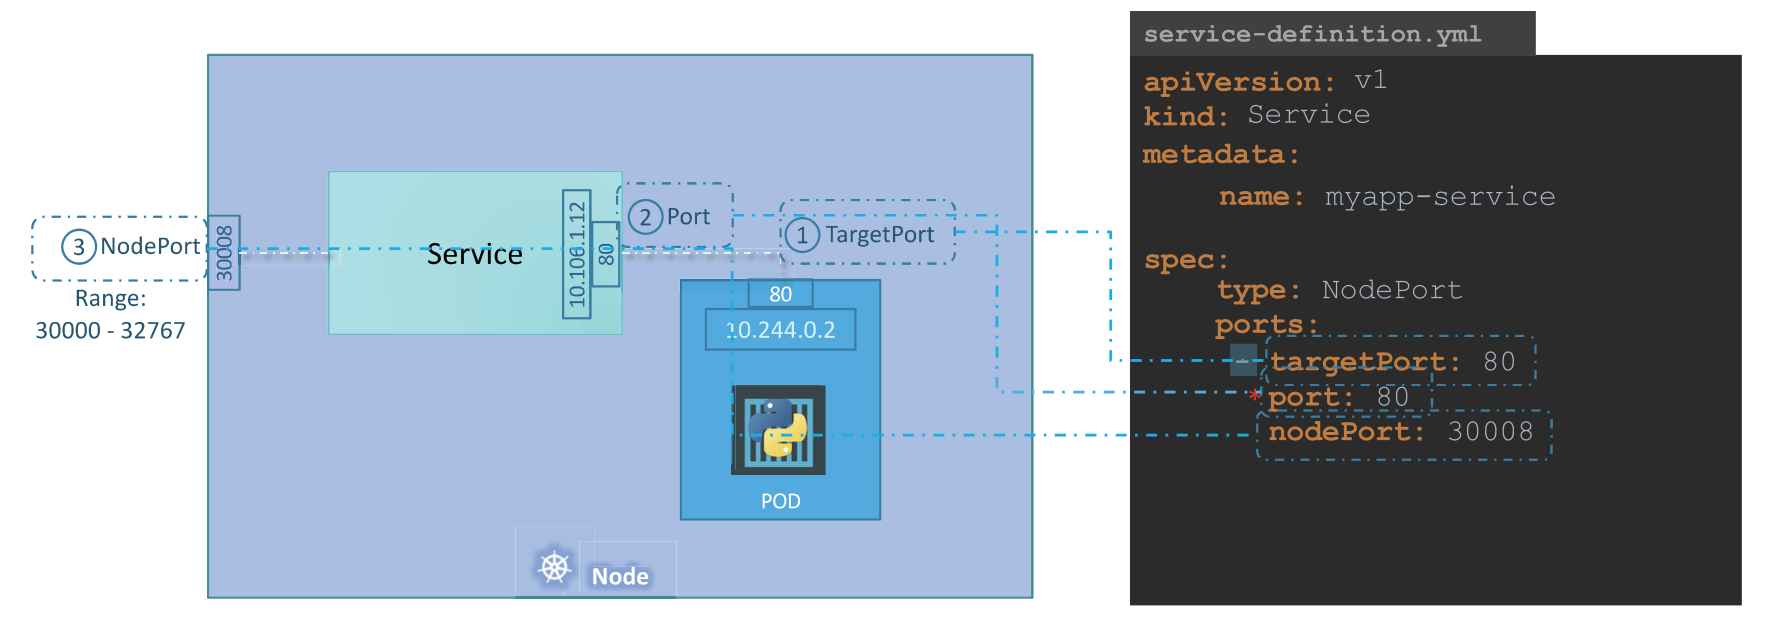 3 NodePort
Range:
30000 - 32767
30008
Service
10.106.1.12
80
2 Port
1 TargetPort
80
10.244.0.2
POD
Node
service-definition.yml
apiVersion: v1
kind: Service
metadata:
name: myapp-service
spec:
type: NodePort
ports:
- targetPort: 80
* port: 80
nodePort: 30008